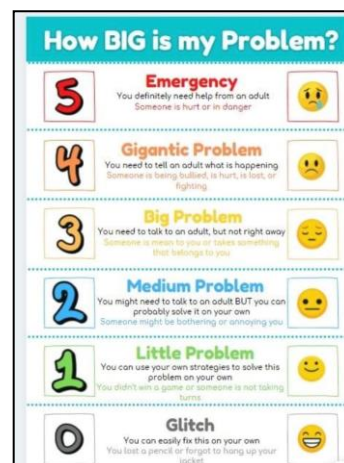 How BIG is my Problem?
5
Emergency
You definitely need help from an adult
Someone is hurt or in danger
4
Gigantic Problem
You need to tell an adult what is happening
Someone is being bullied, is hurt, is lost, or
fighting
3
Big Problem
You need to talk to an adult, but not right away
Someone is mean to you or takes something
that belongs to you
2
Medium Problem
You might need to talk to an adult BUT you can
probably solve it on your own
Someone might be bothering or annoying you
1
Little Problem
You can use your own strategies to solve this
problem on your own
You didn't win a game or someone is not taking
turns
0
Glitch
You can easily fix this on your own
You lost a pencil or forgot to hang up your
jacket